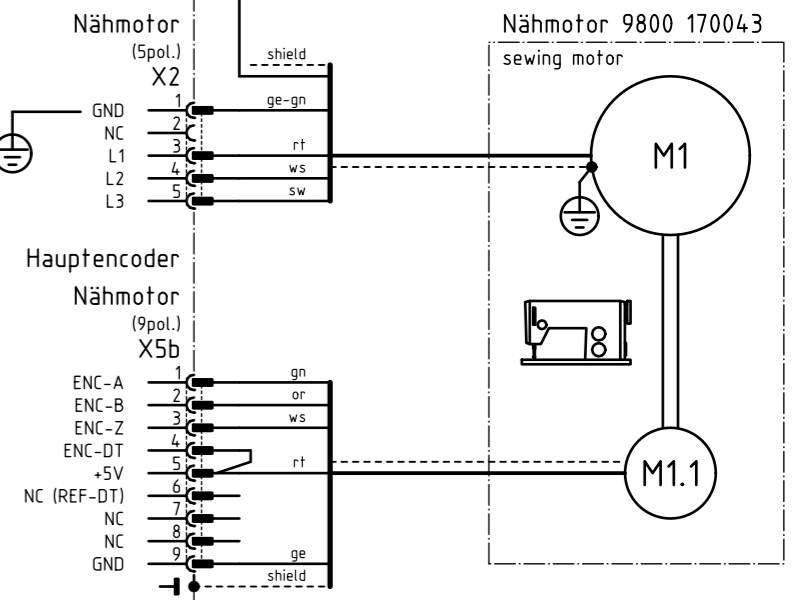 Nähmotor
(5pol.)
X2
shield
GND 1 ge-gn
NC 2
L1 3 rt
L2 4 ws
L3 5 sw
Nähmotor 9800 170043
sewing motor
M1
Hauptencoder
Nähmotor
(9pol.)
X5b
ENC-A 1 gn
ENC-B 2 or
ENC-Z 3 ws
ENC-DT 4
+5V 5 rt
NC (REF-DT) 6
NC 7
NC 8
GND 9 ge
shield
M1.1